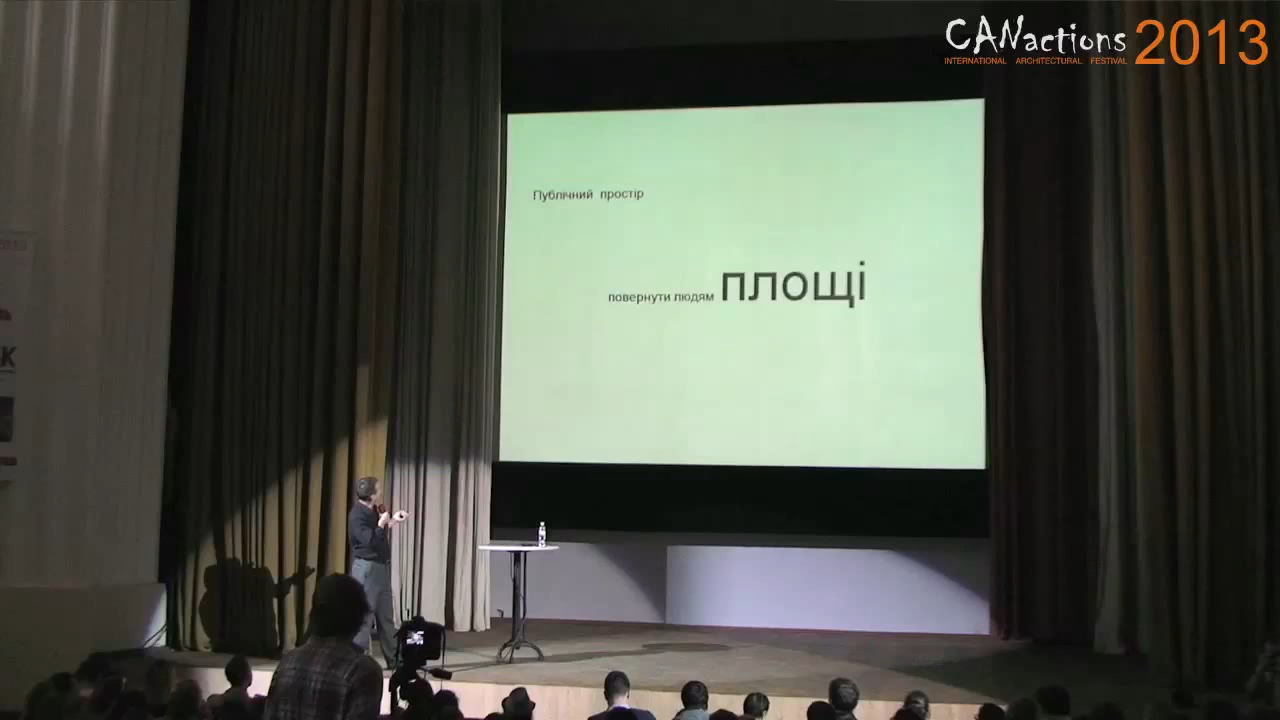 CANactions 2013
INTERNATIONAL ARCHITECTURAL FESTIVAL
Публічний простір
повернути людям площі